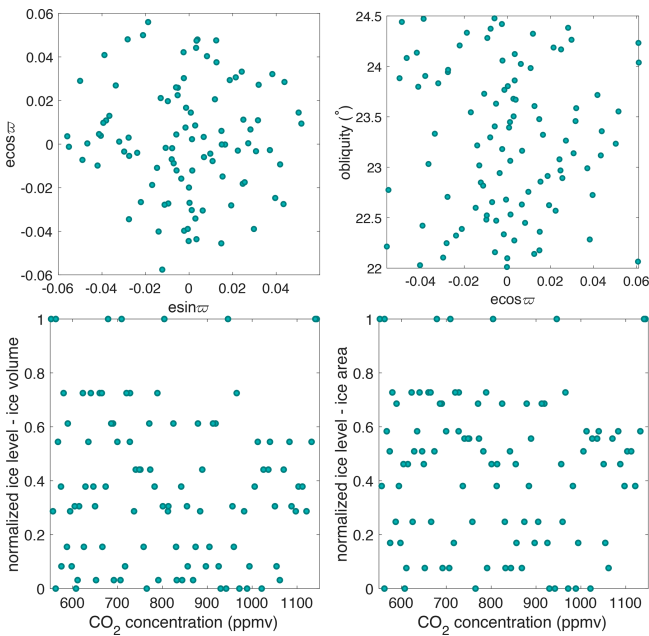 0.06
0.04
0.02
0
-0.02
-0.04
-0.06
ecosϖ
-0.06 -0.04 -0.02 0 0.02 0.04
esinϖ
24.5
24
23.5
23
22.5
22
obliquity (°)
-0.04 -0.02 0 0.02 0.04 0.06
ecosϖ
1
0.8
0.6
0.4
0.2
0
normalized ice level - ice volume
600 700 800 900 1000 1100
CO2 concentration (ppmv)
1
0.8
0.6
0.4
0.2
0
normalized ice level - ice area
600 700 800 900 1000 1100
CO2 concentration (ppmv)